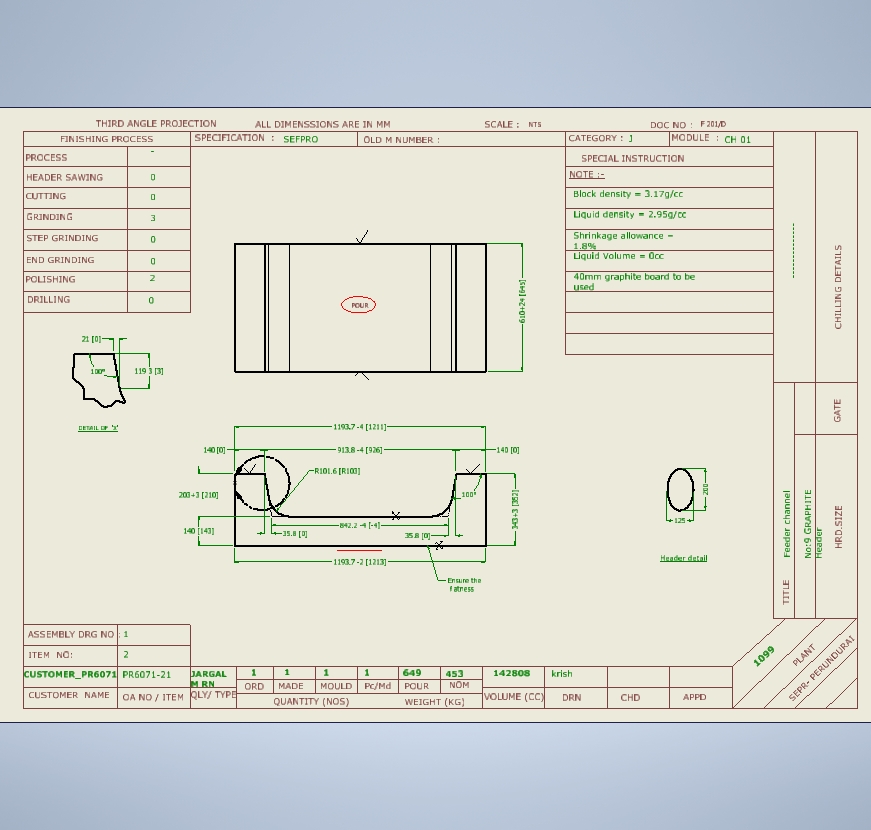 THIRD ANGLE PROJECTION ALL DIMENSSIONS ARE IN MM SCALE : NTS DOC NO : F 201/D
FINISHING PROCESS
SPECIFICATION : SEFPRO OLD M NUMBER :
CATEGORY : J MODULE : CH 01
PROCESS -
HEADER SAWING 0
CUTTING 0
GRINDING 3
STEP GRINDING 0
END GRINDING 0
POLISHING 2
DRILLING 0
SPECIAL INSTRUCTION
NOTE :-
Block density = 3.17g/cc
Liquid density = 2.95g/cc
Shrinkage allowance =
1.8%
Liquid Volume = 0cc
40mm graphite board to be
used
CHILLING DETAILS
GATE
HRD.SIZE
No:9 GRAPHITE
Header
Feeder channel
TITLE
POUR
610+24 [645]
21 [0]
100°
119.3 [3]
DETAIL OF 'X'
1193.7 -4 [1211]
140 [0] 913.8 -4 [926] 140 [0]
R101.6 [R103]
203+3 [210]
100°
343+3 [352]
140 [143]
842.2 -4 [-4]
35.8 [0] 35.8 [0]
1193.7 -2 [1213]
Ensure the
flatness
200
125
Header detail
ASSEMBLY DRG NO : 1
ITEM NO: 2
CUSTOMER_PR6071 PR6071-21 JARGAL
M RN
1 1 1 1 649 453 142808 krish
CUSTOMER NAME OA NO / ITEM QLY/ TYPE
ORD MADE MOULD Pc/Md POUR NOM
VOLUME (CC) DRN CHD APPD
QUANTITY (NOS) WEIGHT (KG)
1099
PLANT
SEPR- PERUNDURAI